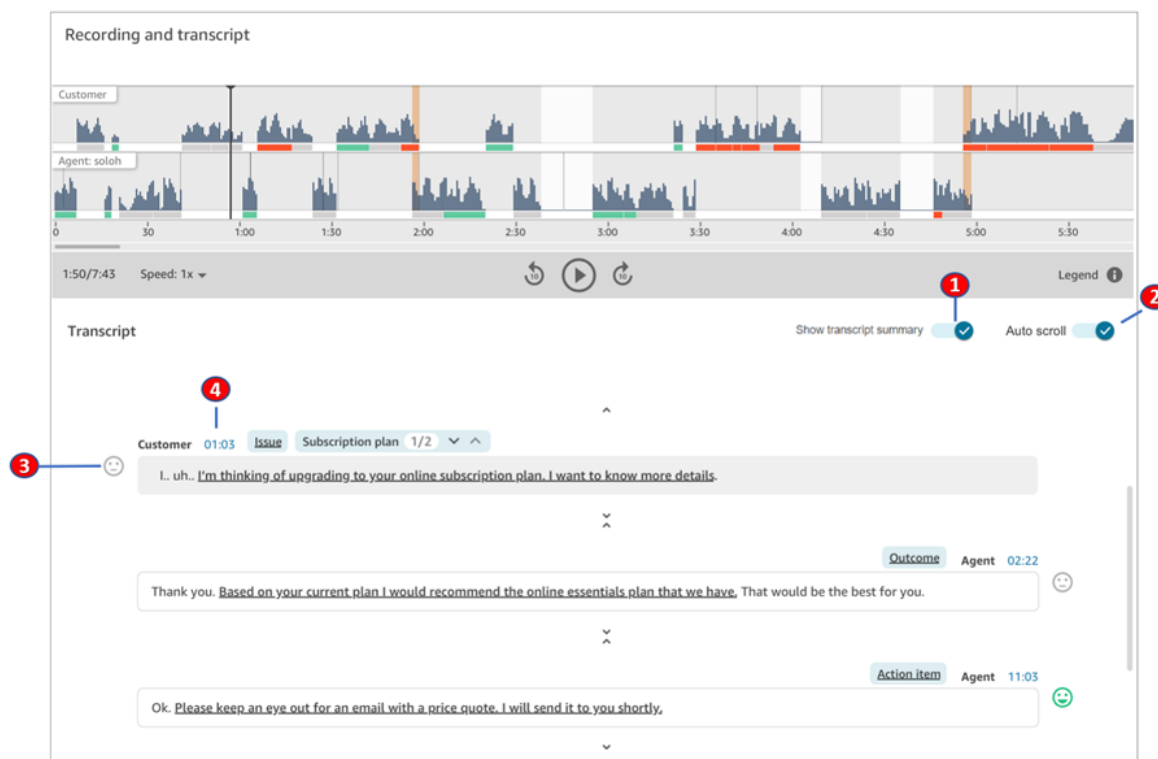 Recording and transcript
Customer
Agent: soloh
0 30 1:00 1:30 2:00 2:30 3:00 3:30 4:00 4:30 5:00 5:30
1:50/7:43 Speed: 1x 10 10 Legend i
1
2
Transcript Show transcript summary Auto scroll
4
Customer 01:03 Issue Subscription plan 1/2
3
I.. uh.. I'm thinking of upgrading to your online subscription plan. I want to know more details.
Outcome Agent 02:22
Thank you. Based on your current plan I would recommend the online essentials plan that we have. That would be the best for you.
Action item Agent 11:03
Ok. Please keep an eye out for an email with a price quote. I will send it to you shortly.